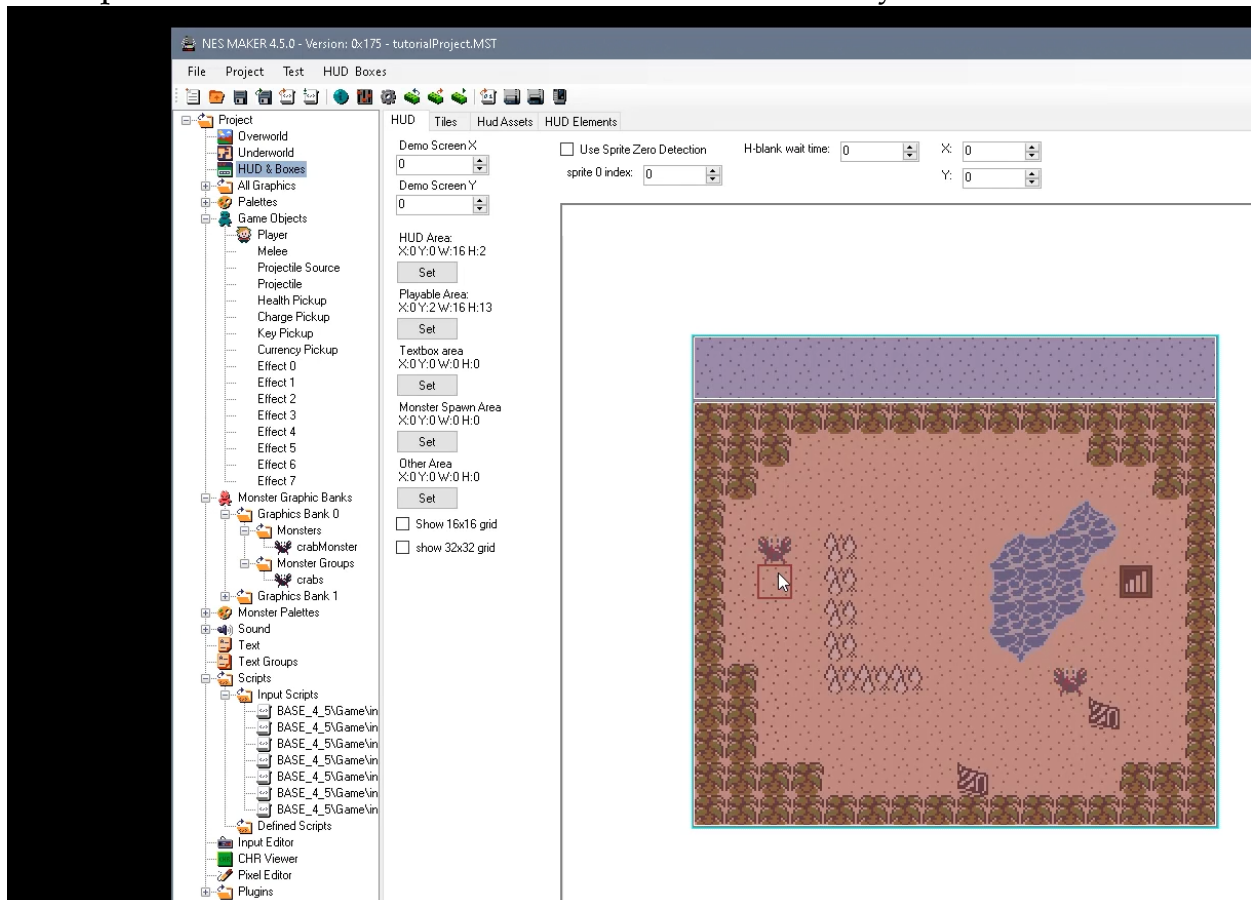 NES MAKER 4.5.0 - Version: 0x175 - tutorialProject.MST
File Project Test HUD Boxes
Project
Overworld
Underworld
HUD & Boxes
All Graphics
Palettes
Game Objects
Player
Melee
Projectile Source
Projectile
Health Pickup
Charge Pickup
Key Pickup
Currency Pickup
Effect 0
Effect 1
Effect 2
Effect 3
Effect 4
Effect 5
Effect 6
Effect 7
Monster Graphic Banks
Graphics Bank 0
Monsters
crabMonster
Monster Groups
crabs
Graphics Bank 1
Monster Palettes
Sound
Text
Text Groups
Scripts
Input Scripts
BASE_4_5\Game\in
BASE_4_5\Game\in
BASE_4_5\Game\in
BASE_4_5\Game\in
BASE_4_5\Game\in
BASE_4_5\Game\in
BASE_4_5\Game\in
Defined Scripts
Input Editor
CHR Viewer
Pixel Editor
Plugins
HUD Tiles Hud Assets HUD Elements
Demo Screen X
0
Demo Screen Y
0
HUD Area:
X:0 Y:0 W:16 H:2
Set
Playable Area:
X:0 Y:2 W:16 H:13
Set
Textbox area
X:0 Y:0 W:0 H:0
Set
Monster Spawn Area
X:0 Y:0 W:0 H:0
Set
Other Area
X:0 Y:0 W:0 H:0
Set
Show 16x16 grid
show 32x32 grid
Use Sprite Zero Detection H-blank wait time: 0 X: 0
sprite 0 index: 0 Y: 0